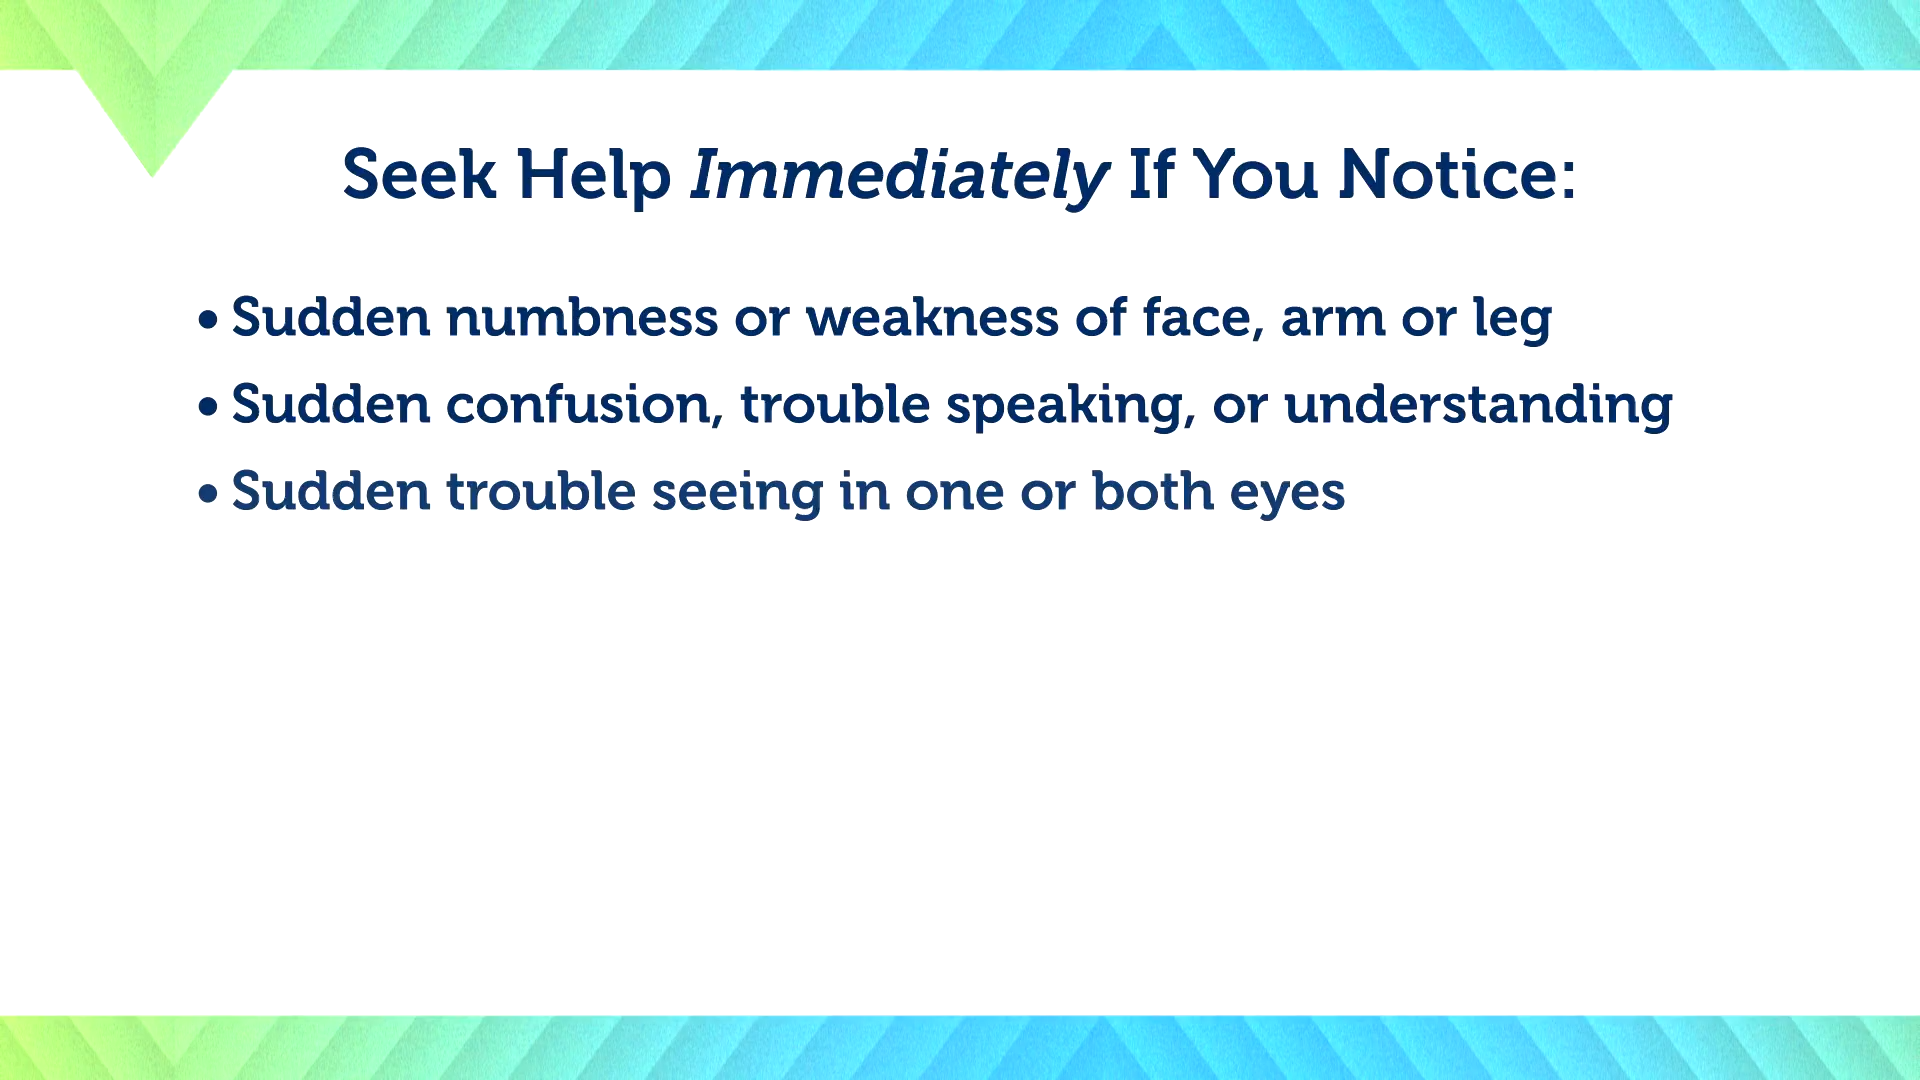 Seek Help Immediately If You Notice:
• Sudden numbness or weakness of face, arm or leg
• Sudden confusion, trouble speaking, or understanding
• Sudden trouble seeing in one or both eyes